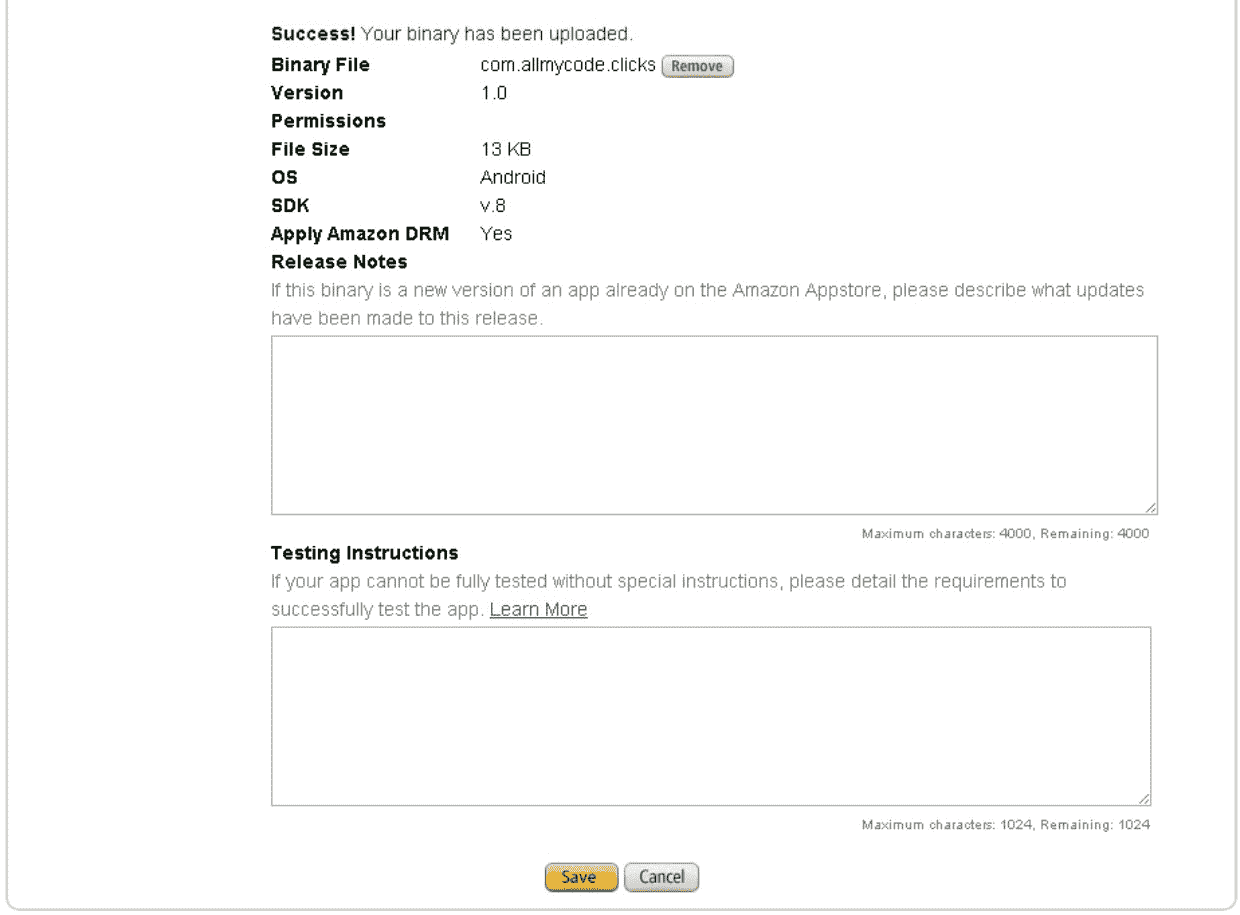 Success! Your binary has been uploaded.
Binary File com.allmycode.clicks Remove
Version 1.0
Permissions
File Size 13 KB
OS Android
SDK v.8
Apply Amazon DRM Yes
Release Notes
If this binary is a new version of an app already on the Amazon Appstore, please describe what updates
have been made to this release.
Maximum characters: 4000, Remaining: 4000
Testing Instructions
If your app cannot be fully tested without special instructions, please detail the requirements to
successfully test the app. Learn More
Maximum characters: 1024, Remaining: 1024
Save Cancel